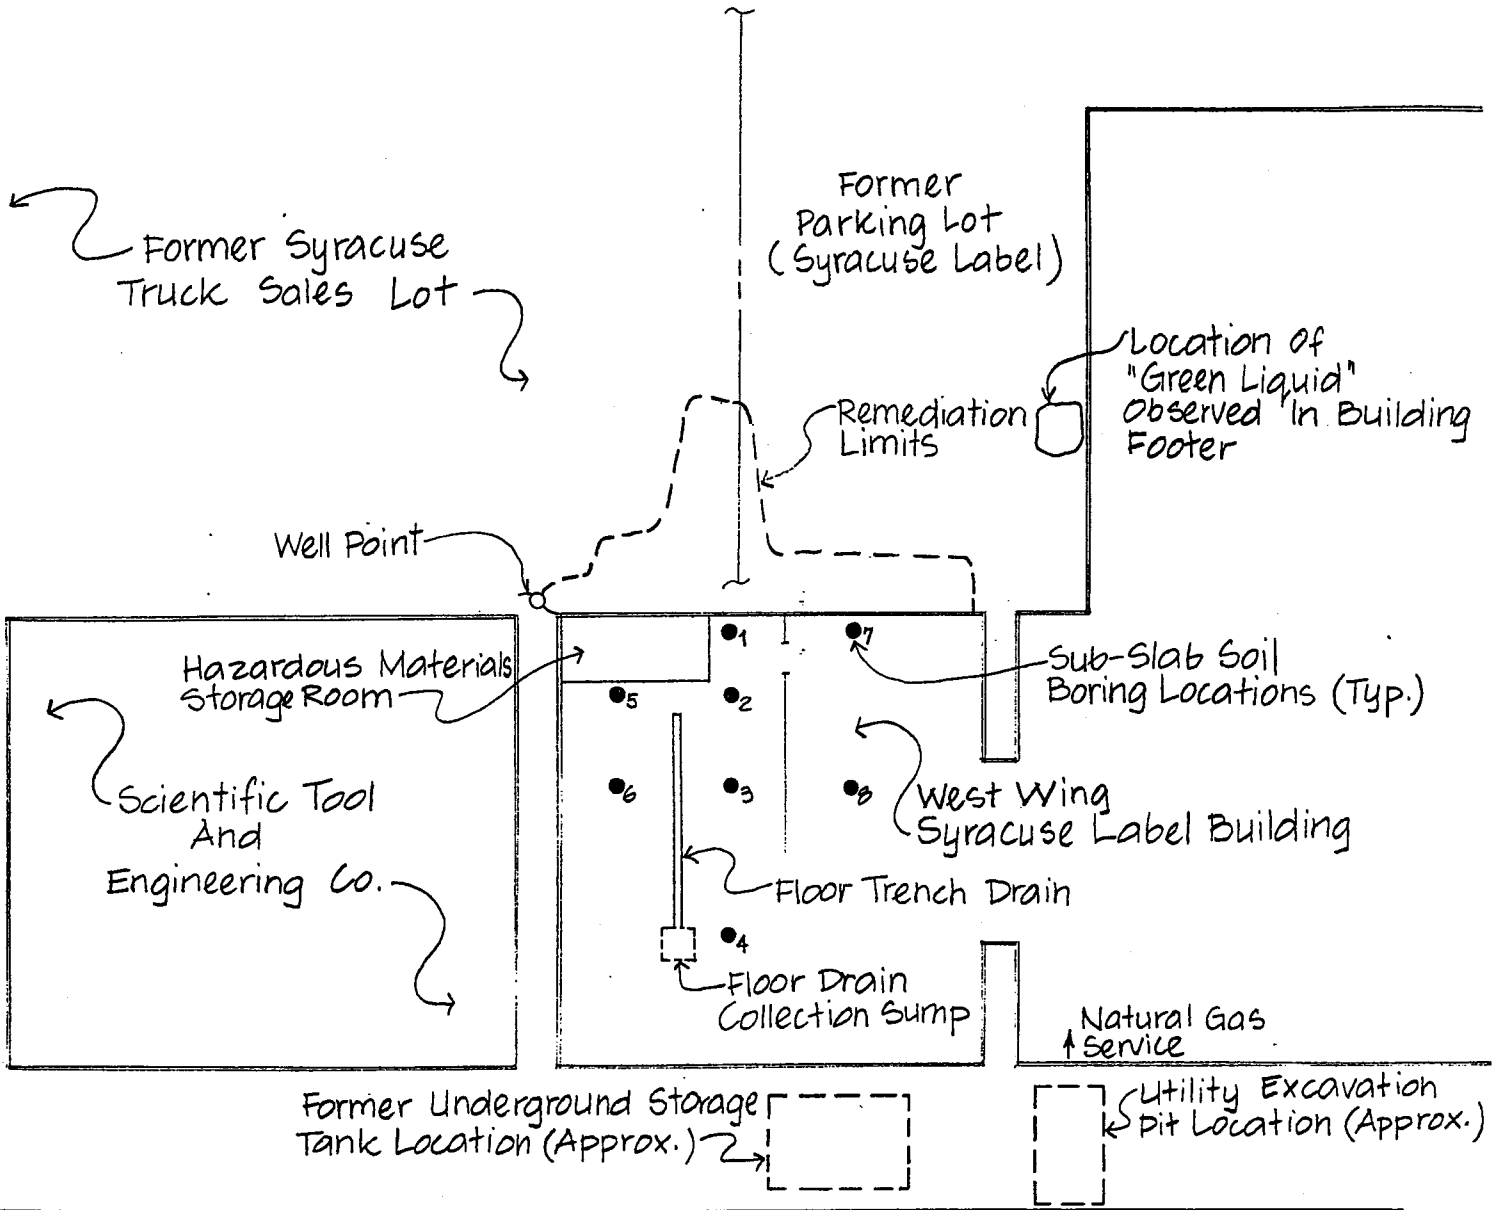 Former
Parking Lot
(Syracuse Label)
Former Syracuse
Truck Sales Lot
Location Of
"Green Liquid"
Observed In Building
Footer
Remediation
Limits
Well Point
1
7
Hazardous Materials
Storage Room
Sub-Slab Soil
Boring Locations (Typ.)
5
2
6
3
8
Scientific Tool
And
Engineering Co.
West Wing
Syracuse Label Building
Floor Trench Drain
4
Floor Drain
Collection Sump
Natural Gas
Service
Former Underground Storage
Tank Location (Approx.)
Utility Excavation
Pit Location (Approx.)